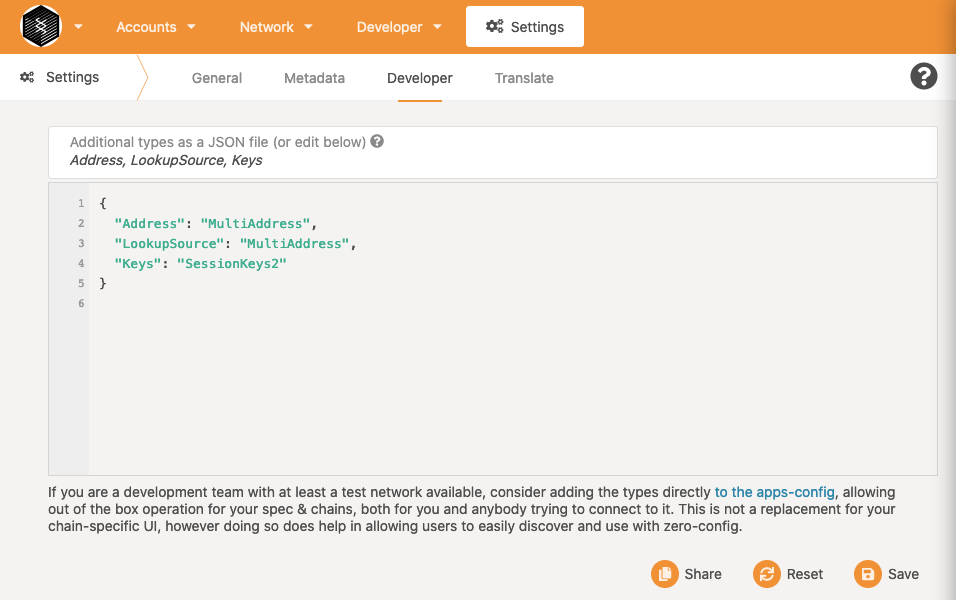 Accounts Network Developer Settings
Settings General Metadata Developer Translate
Additional types as a JSON file (or edit below)
Address, LookupSource, Keys
1 {
2 "Address": "MultiAddress",
3 "LookupSource": "MultiAddress",
4 "Keys": "SessionKeys2"
5 }
6
If you are a development team with at least a test network available, consider adding the types directly to the apps-config, allowing
out of the box operation for your spec & chains, both for you and anybody trying to connect to it. This is not a replacement for your
chain-specific UI, however doing so does help in allowing users to easily discover and use with zero-config.
Reset Save
Share